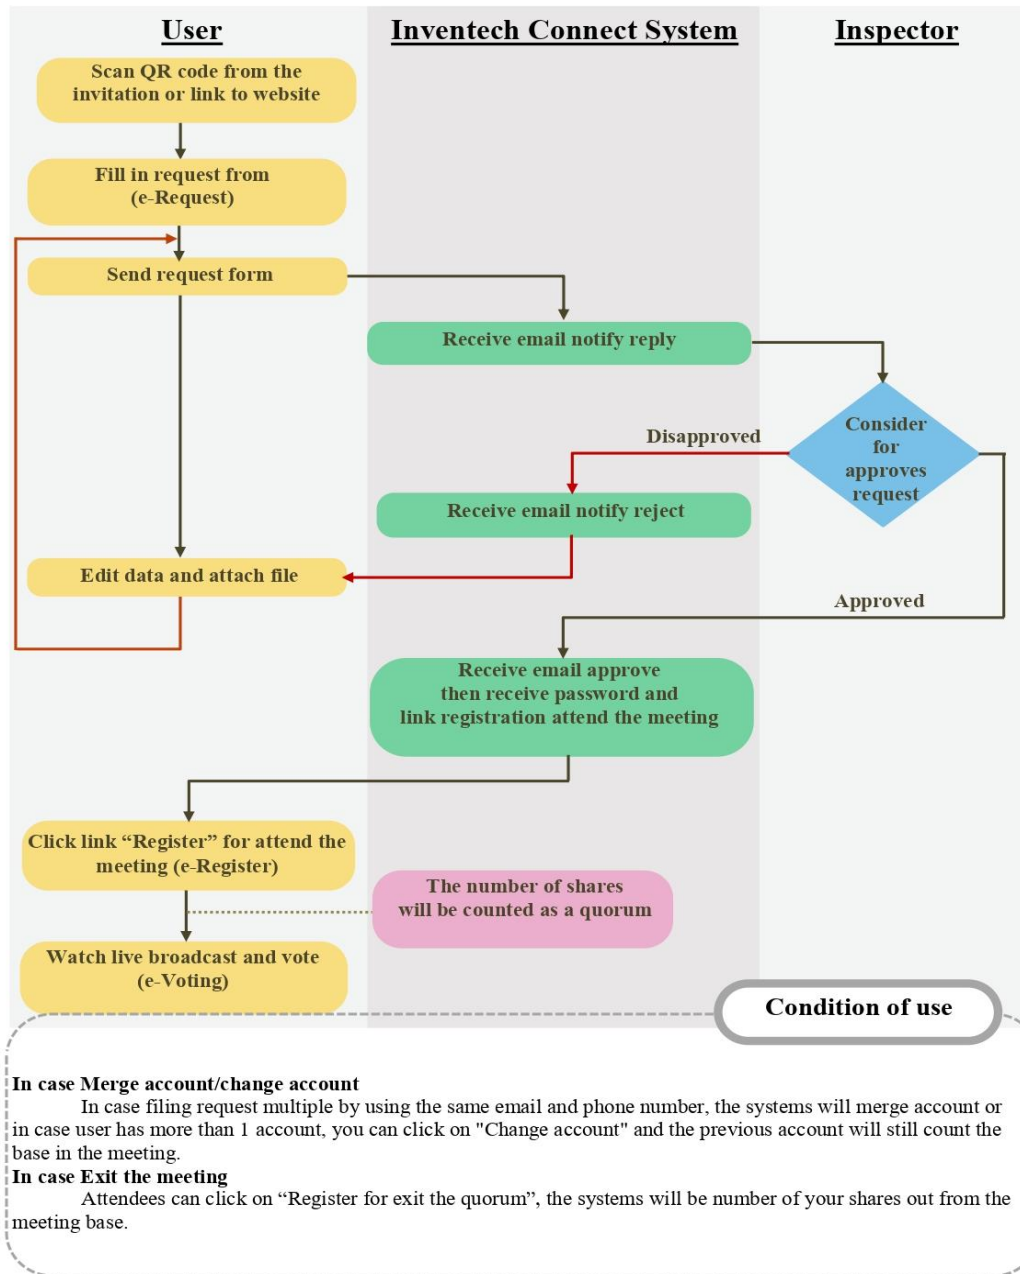 User
Inventech Connect System
Inspector
Scan QR code from the
invitation or link to website
Fill in request from
(e-Request)
Send request form
Receive email notify reply
Consider
for
approves
request
Disapproved
Receive email notify reject
Edit data and attach file
Approved
Receive email approve
then receive password and
link registration attend the meeting
Click link “Register” for attend the
meeting (e-Register)
The number of shares
will be counted as a quorum
Watch live broadcast and vote
(e-Voting)
Condition of use
In case Merge account/change account
In case filing request multiple by using the same email and phone number, the systems will merge account or
in case user has more than 1 account, you can click on "Change account" and the previous account will still count the
base in the meeting.
In case Exit the meeting
Attendees can click on “Register for exit the quorum”, the systems will be number of your shares out from the
meeting base.